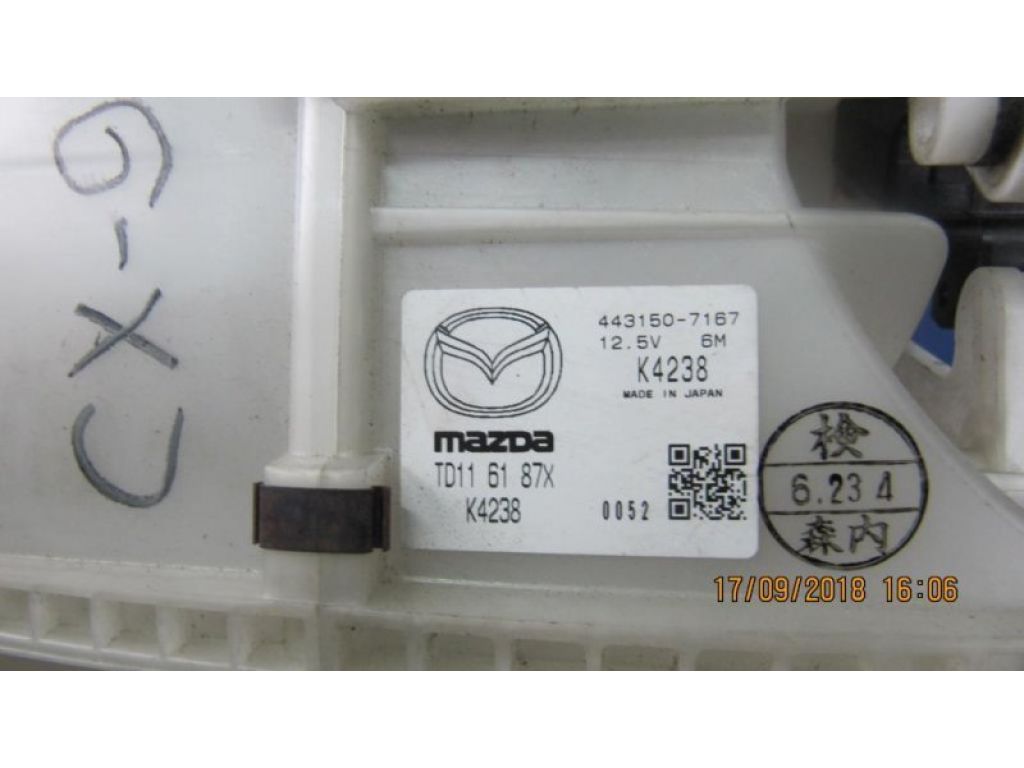 CX-9
443150-7167
12.5V 6M
K4238
MADE IN JAPAN
mazda
TD11 61 87X
K4238
0052
検
6.23 4
森内
17/09/2018 16:06